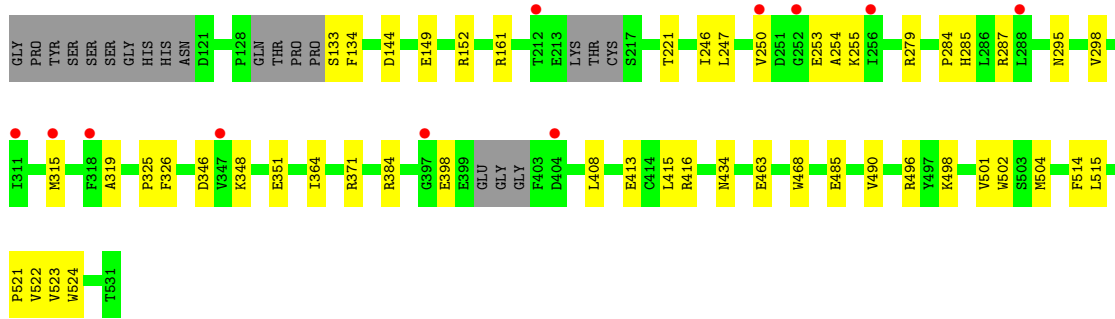 GLY PRO TYR SER SER SER GLY HIS HIS ASN D121 P128 GLN THR PRO PRO S133 F134 D144 E149 R152 R161 T212 E213 LYS THR CYS S217 T221 I246 L247 V250 D251 G252 E253 A254 K255 I256 R279 P284 H285 L286 R287 L288 N295 V298
I311 M315 F318 A319 P325 F326 D346 V347 K348 E351 I364 R371 R384 G397 E398 E399 GLU GLY GLY F403 D404 L408 E413 C414 L415 R416 N434 E463 W468 E485 V490 R496 Y497 K498 V501 W502 S503 M504 F514 L515
P521 V522 V523 W524 T531